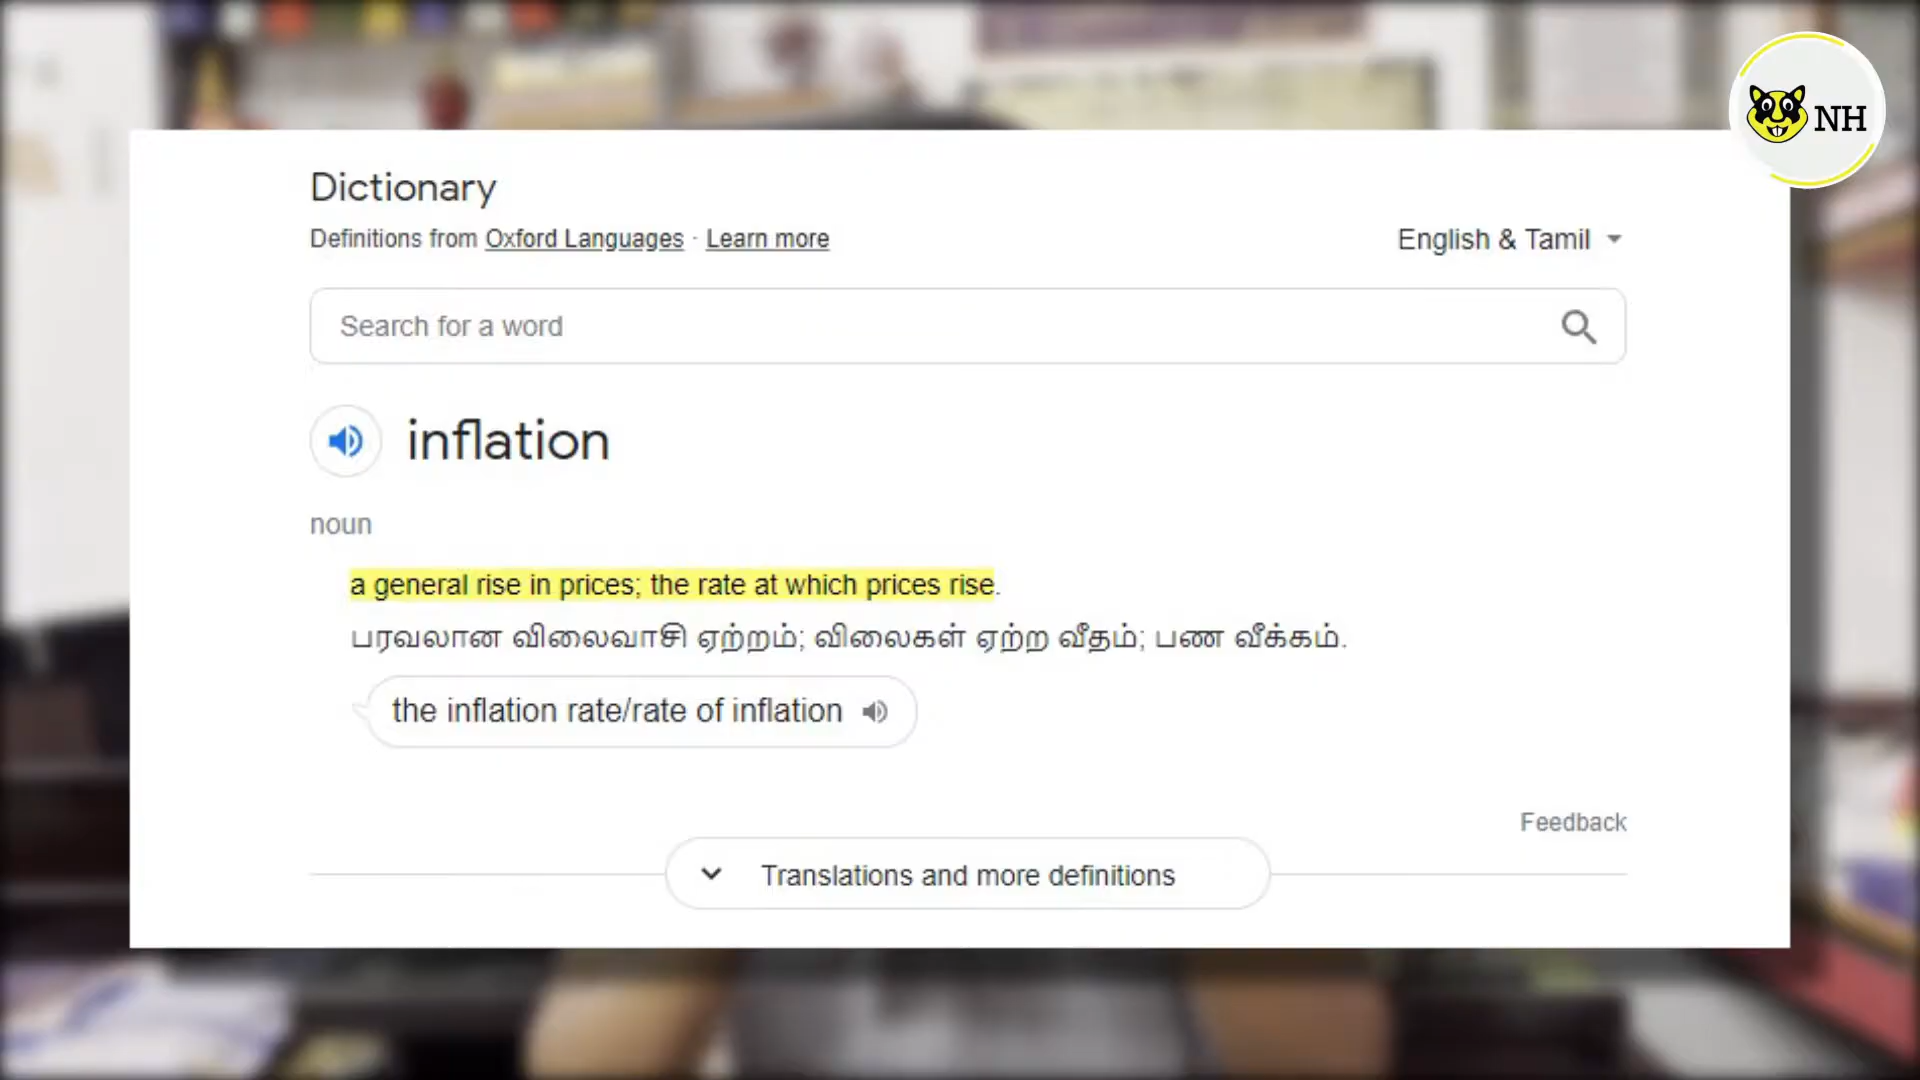 NH
Dictionary
Definitions from Oxford Languages · Learn more
English & Tamil
Search for a word
inflation
noun
a general rise in prices; the rate at which prices rise.
பரவலான விலைவாசி ஏற்றம்; விலைகள் ஏற்ற வீதம்; பண வீக்கம்.
the inflation rate/rate of inflation
Feedback
Translations and more definitions